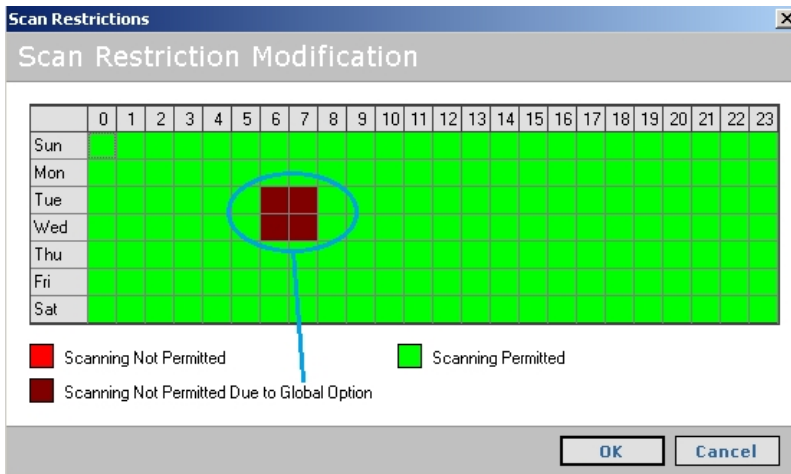 Scan Restrictions
Scan Restriction Modification
0 1 2 3 4 5 6 7 8 9 10 11 12 13 14 15 16 17 18 19 20 21 22 23
Sun
Mon
Tue
Wed
Thu
Fri
Sat
Scanning Not Permitted
Scanning Permitted
Scanning Not Permitted Due to Global Option
OK
Cancel